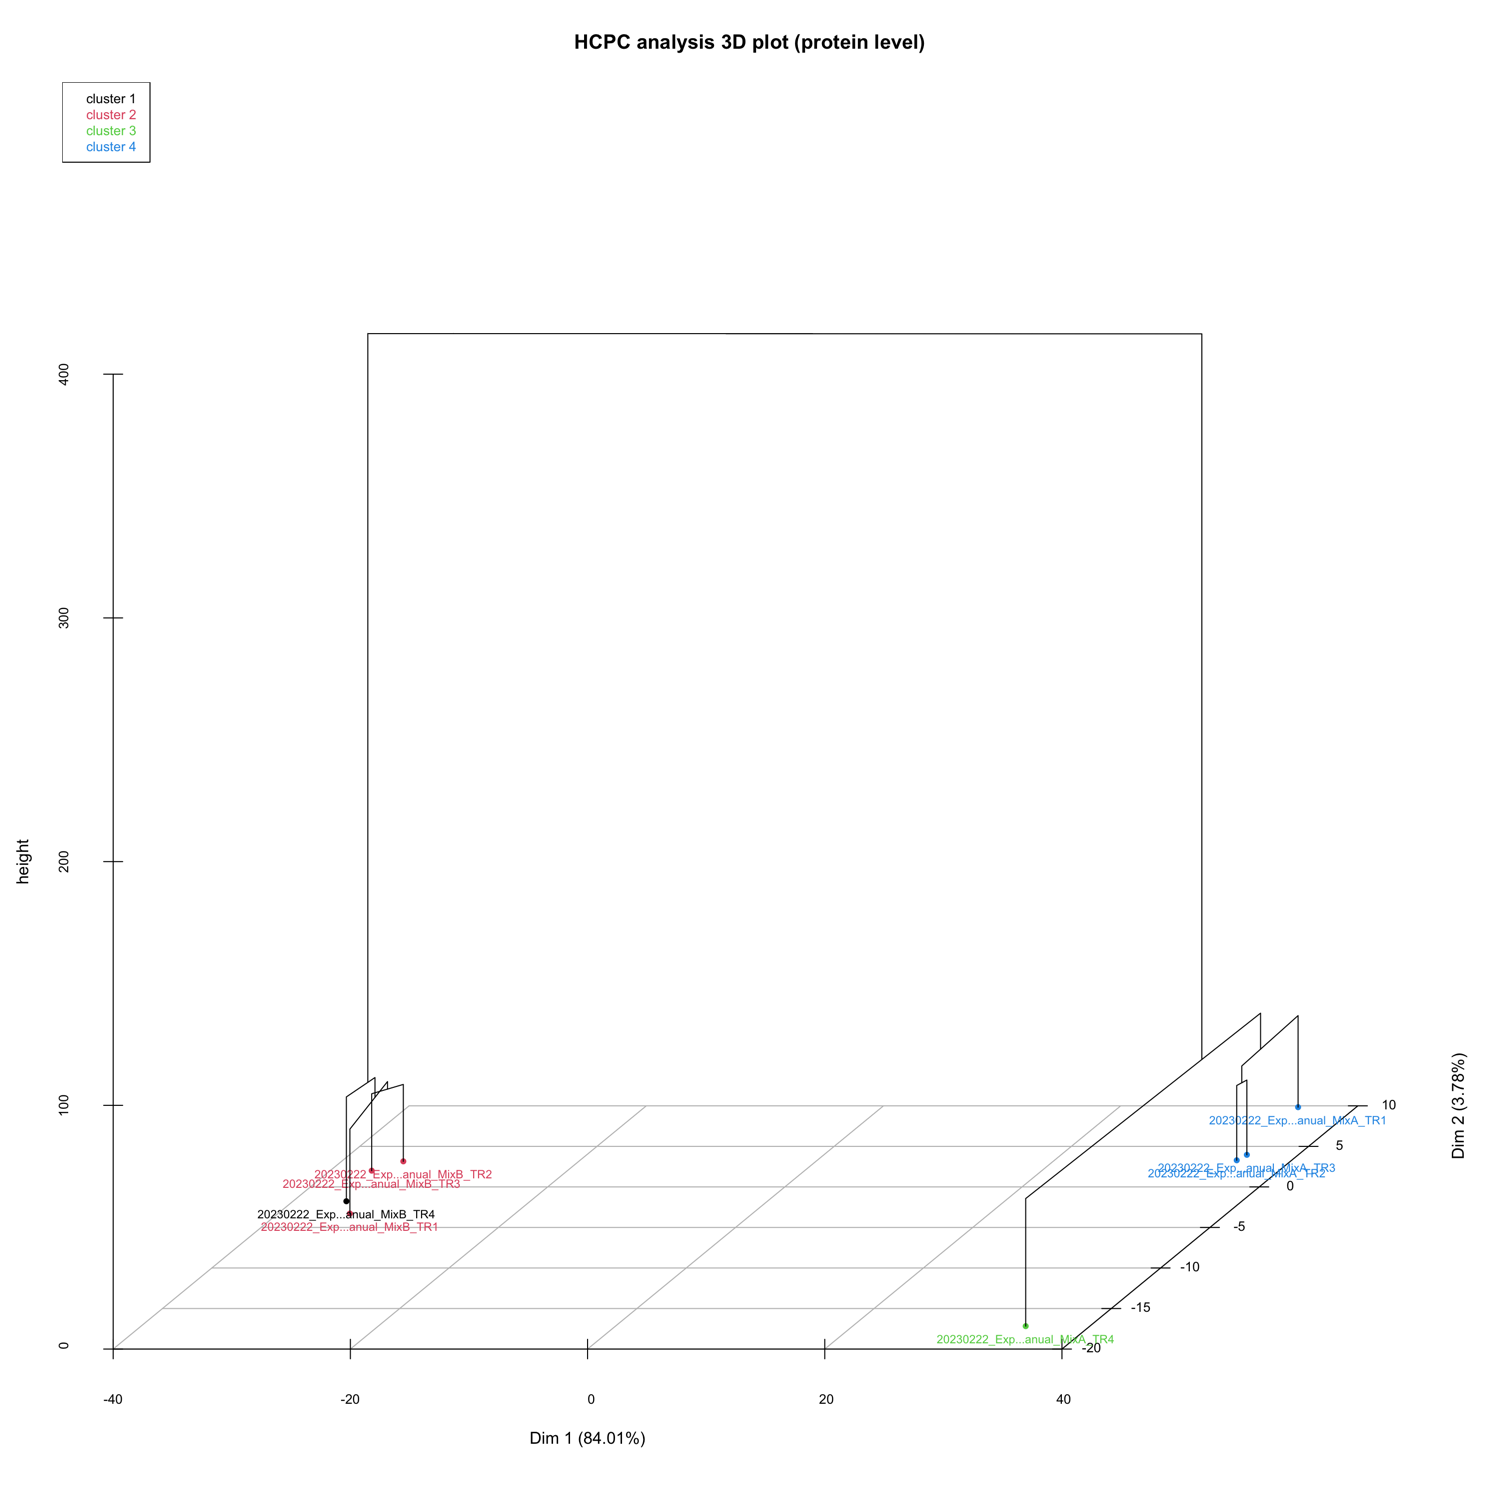 HCPC analysis 3D plot (protein level)
cluster 1
cluster 2
cluster 3
cluster 4
400
300
200
100
0
height
20230222_Exp...anual_MixB_TR2
20230222_Exp...anual_MixB_TR3
20230222_Exp...anual_MixB_TR4
20230222_Exp...anual_MixB_TR1
20230222_Exp...anual_MixA_TR1
20230222_Exp...anual_MixA_TR3
20230222_Exp...anual_MixA_TR2
20230222_Exp...anual_MixA_TR4
10
5
0
-5
-10
-15
-20
Dim 2 (3.78%)
-40 -20 0 20 40
Dim 1 (84.01%)